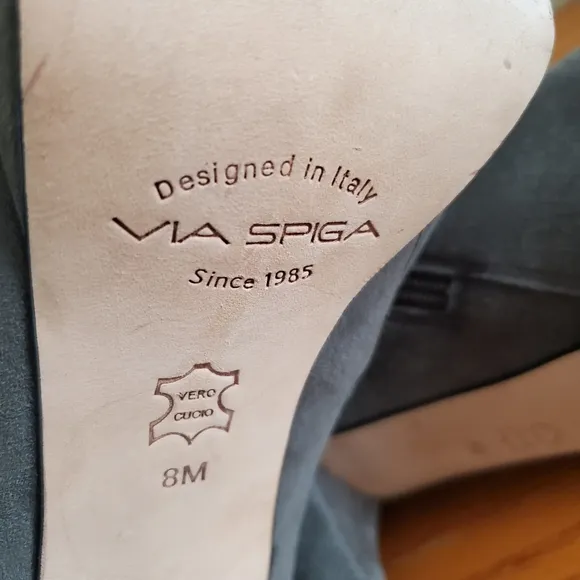 Designed in Italy
VIA SPIGA
Since 1985
VERO
CUOIO
8M